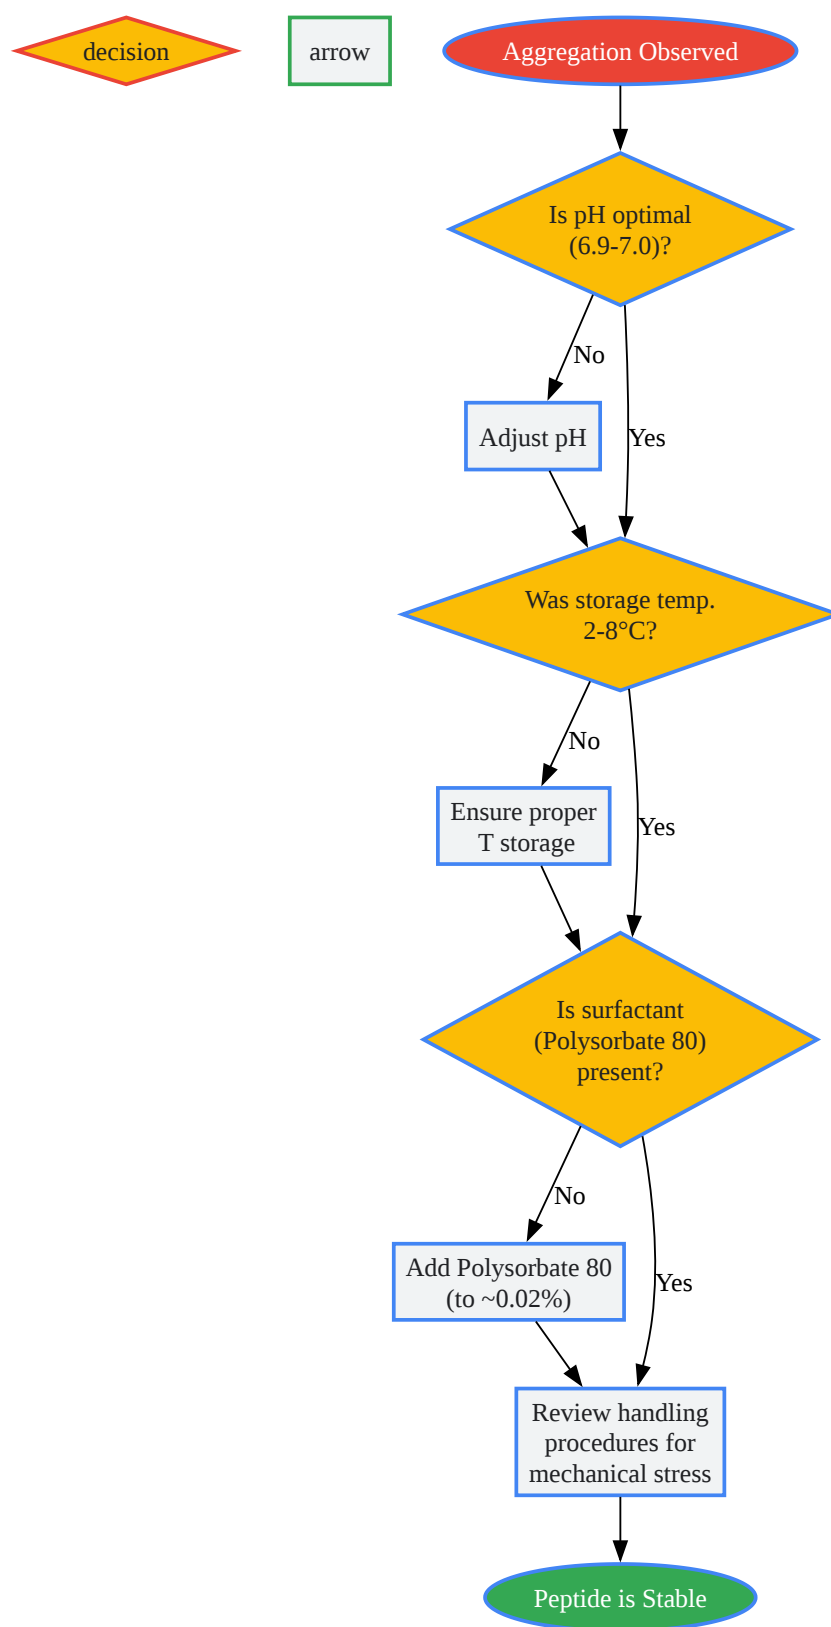 decision
arrow
Aggregation Observed
Is pH optimal
(6.9-7.0)?
No
Adjust pH
Yes
Was storage temp.
2-8°C?
No
Ensure proper
T storage
Yes
Is surfactant
(Polysorbate 80)
present?
No
Add Polysorbate 80
(to ~0.02%)
Yes
Review handling
procedures for
mechanical stress
Peptide is Stable